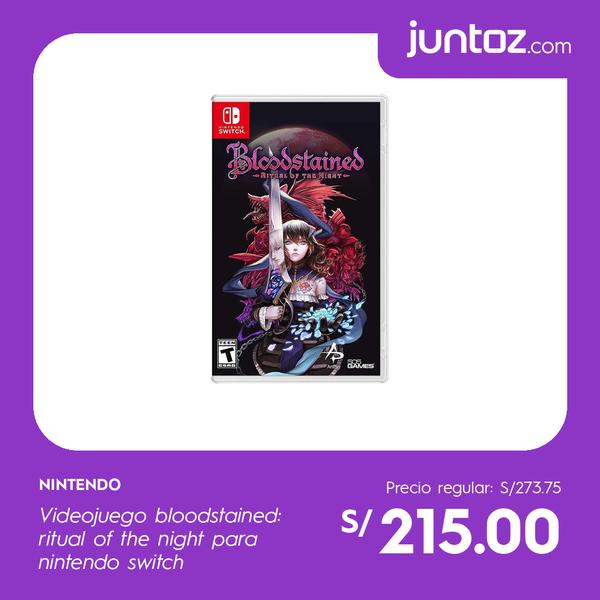 juntoz.com
NINTENDO
SWITCH
Bloodstained
RITUAL OF THE NIGHT
TEEN
T
ESRB
505
GAMES
NINTENDO
Videojuego bloodstained:
ritual of the night para
nintendo switch
Precio regular: S/273.75
S/ 215.00